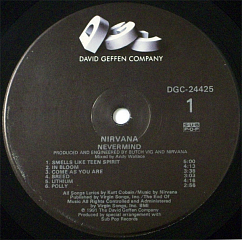 DAVID GEFFEN COMPANY
DGC-24425
1
SUB
POP
NIRVANA
NEVERMIND
PRODUCED AND ENGINEERED BY BUTCH VIG AND NIRVANA
Mixed by Andy Wallace
1. SMELLS LIKE TEEN SPIRIT 5:00
2. IN BLOOM 4:13
3. COME AS YOU ARE 3:38
4. BREED 3:03
5. LITHIUM 4:16
6. POLLY 2:56
All Songs Lyrics by Kurt Cobain/Music by Nirvana
Published by Virgin Songs, Inc./The End Of
Music All Rights Controlled and Administered
by Virgin Songs, Inc. BMI
℗ 1991 The David Geffen Company
Produced by special arrangement with
Sub Pop Records